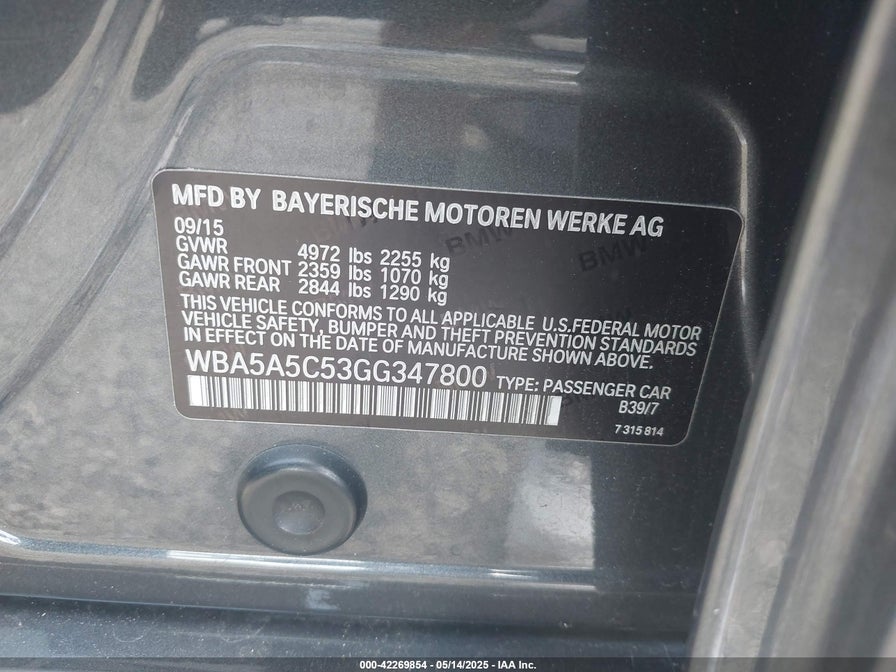 MFD BY BAYERISCHE MOTOREN WERKE AG
09/15
GVWR 4972 lbs 2255 kg
GAWR FRONT 2359 lbs 1070 kg
GAWR REAR 2844 lbs 1290 kg
THIS VEHICLE CONFORMS TO ALL APPLICABLE U.S.FEDERAL MOTOR
VEHICLE SAFETY, BUMPER AND THEFT PREVENTION STANDARDS
IN EFFECT ON THE DATE OF MANUFACTURE SHOWN ABOVE.
WBA5A5C53GG347800 TYPE: PASSENGER CAR
B39/7
7 315 814
000-42269854 | 05/14/2025 - IAA Inc.